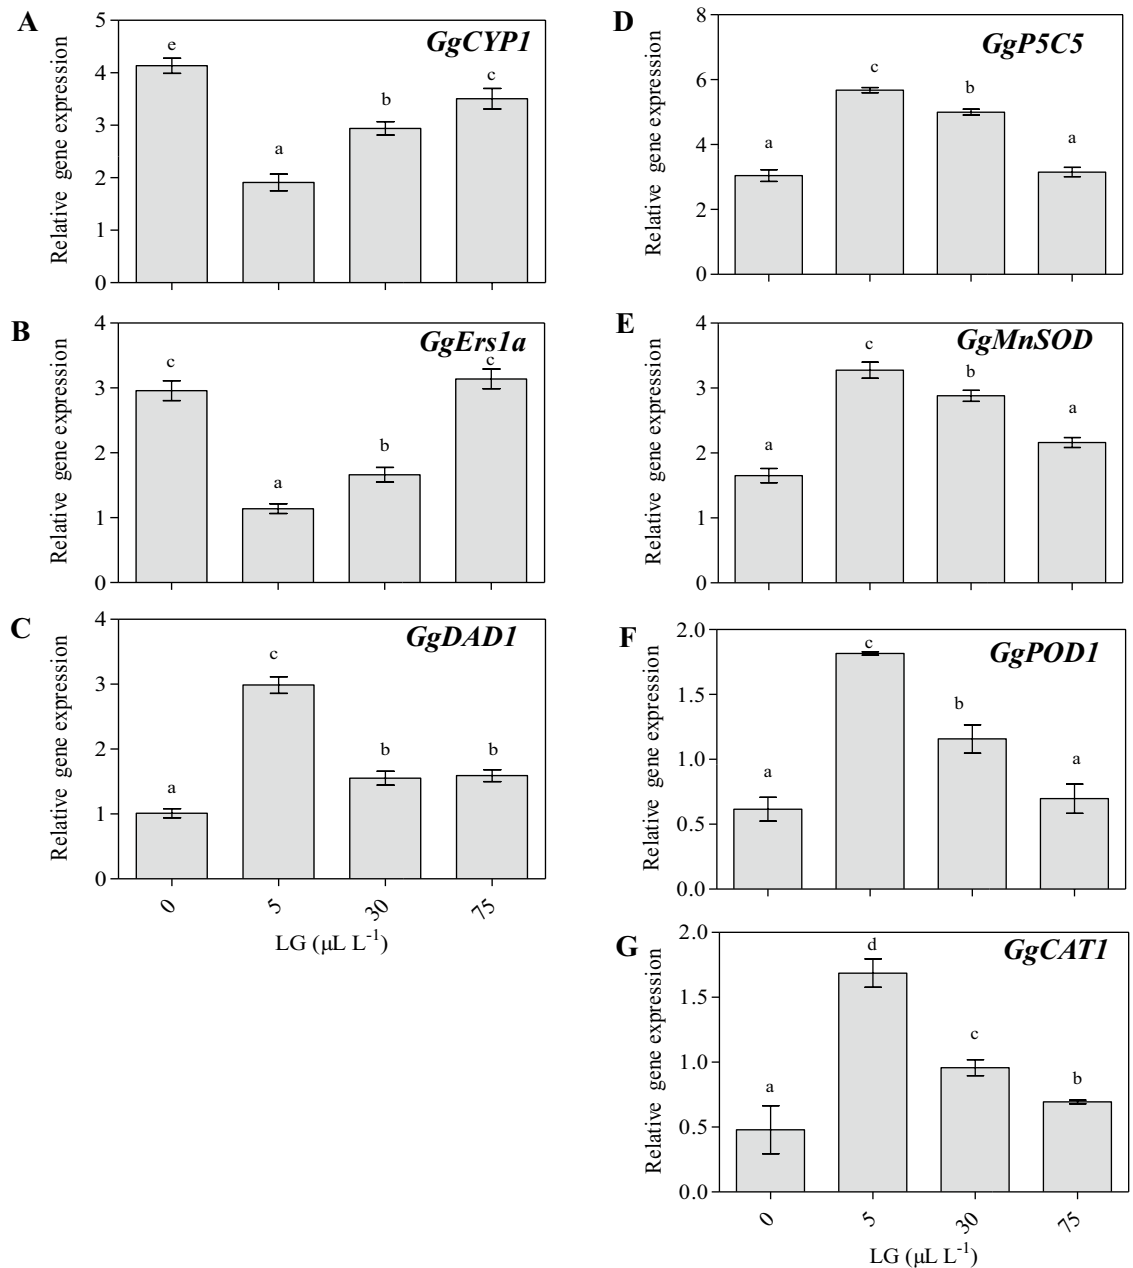 A
GgCYP1
Relative gene expression
5
4
3
2
1
0
e
a
b
c
B
GgErs1a
Relative gene expression
4
3
2
1
0
c
a
b
c
C
GgDAD1
Relative gene expression
4
3
2
1
0
a
c
b
b
0
5
30
75
LG (µL L⁻¹)
D
GgP5C5
Relative gene expression
8
6
4
2
0
a
c
b
a
E
GgMnSOD
Relative gene expression
4
3
2
1
0
a
c
b
a
F
GgPOD1
Relative gene expression
2.0
1.5
1.0
0.5
0.0
a
c
b
a
G
GgCAT1
Relative gene expression
2.0
1.5
1.0
0.5
0.0
a
d
c
b
0
5
30
75
LG (µL L⁻¹)